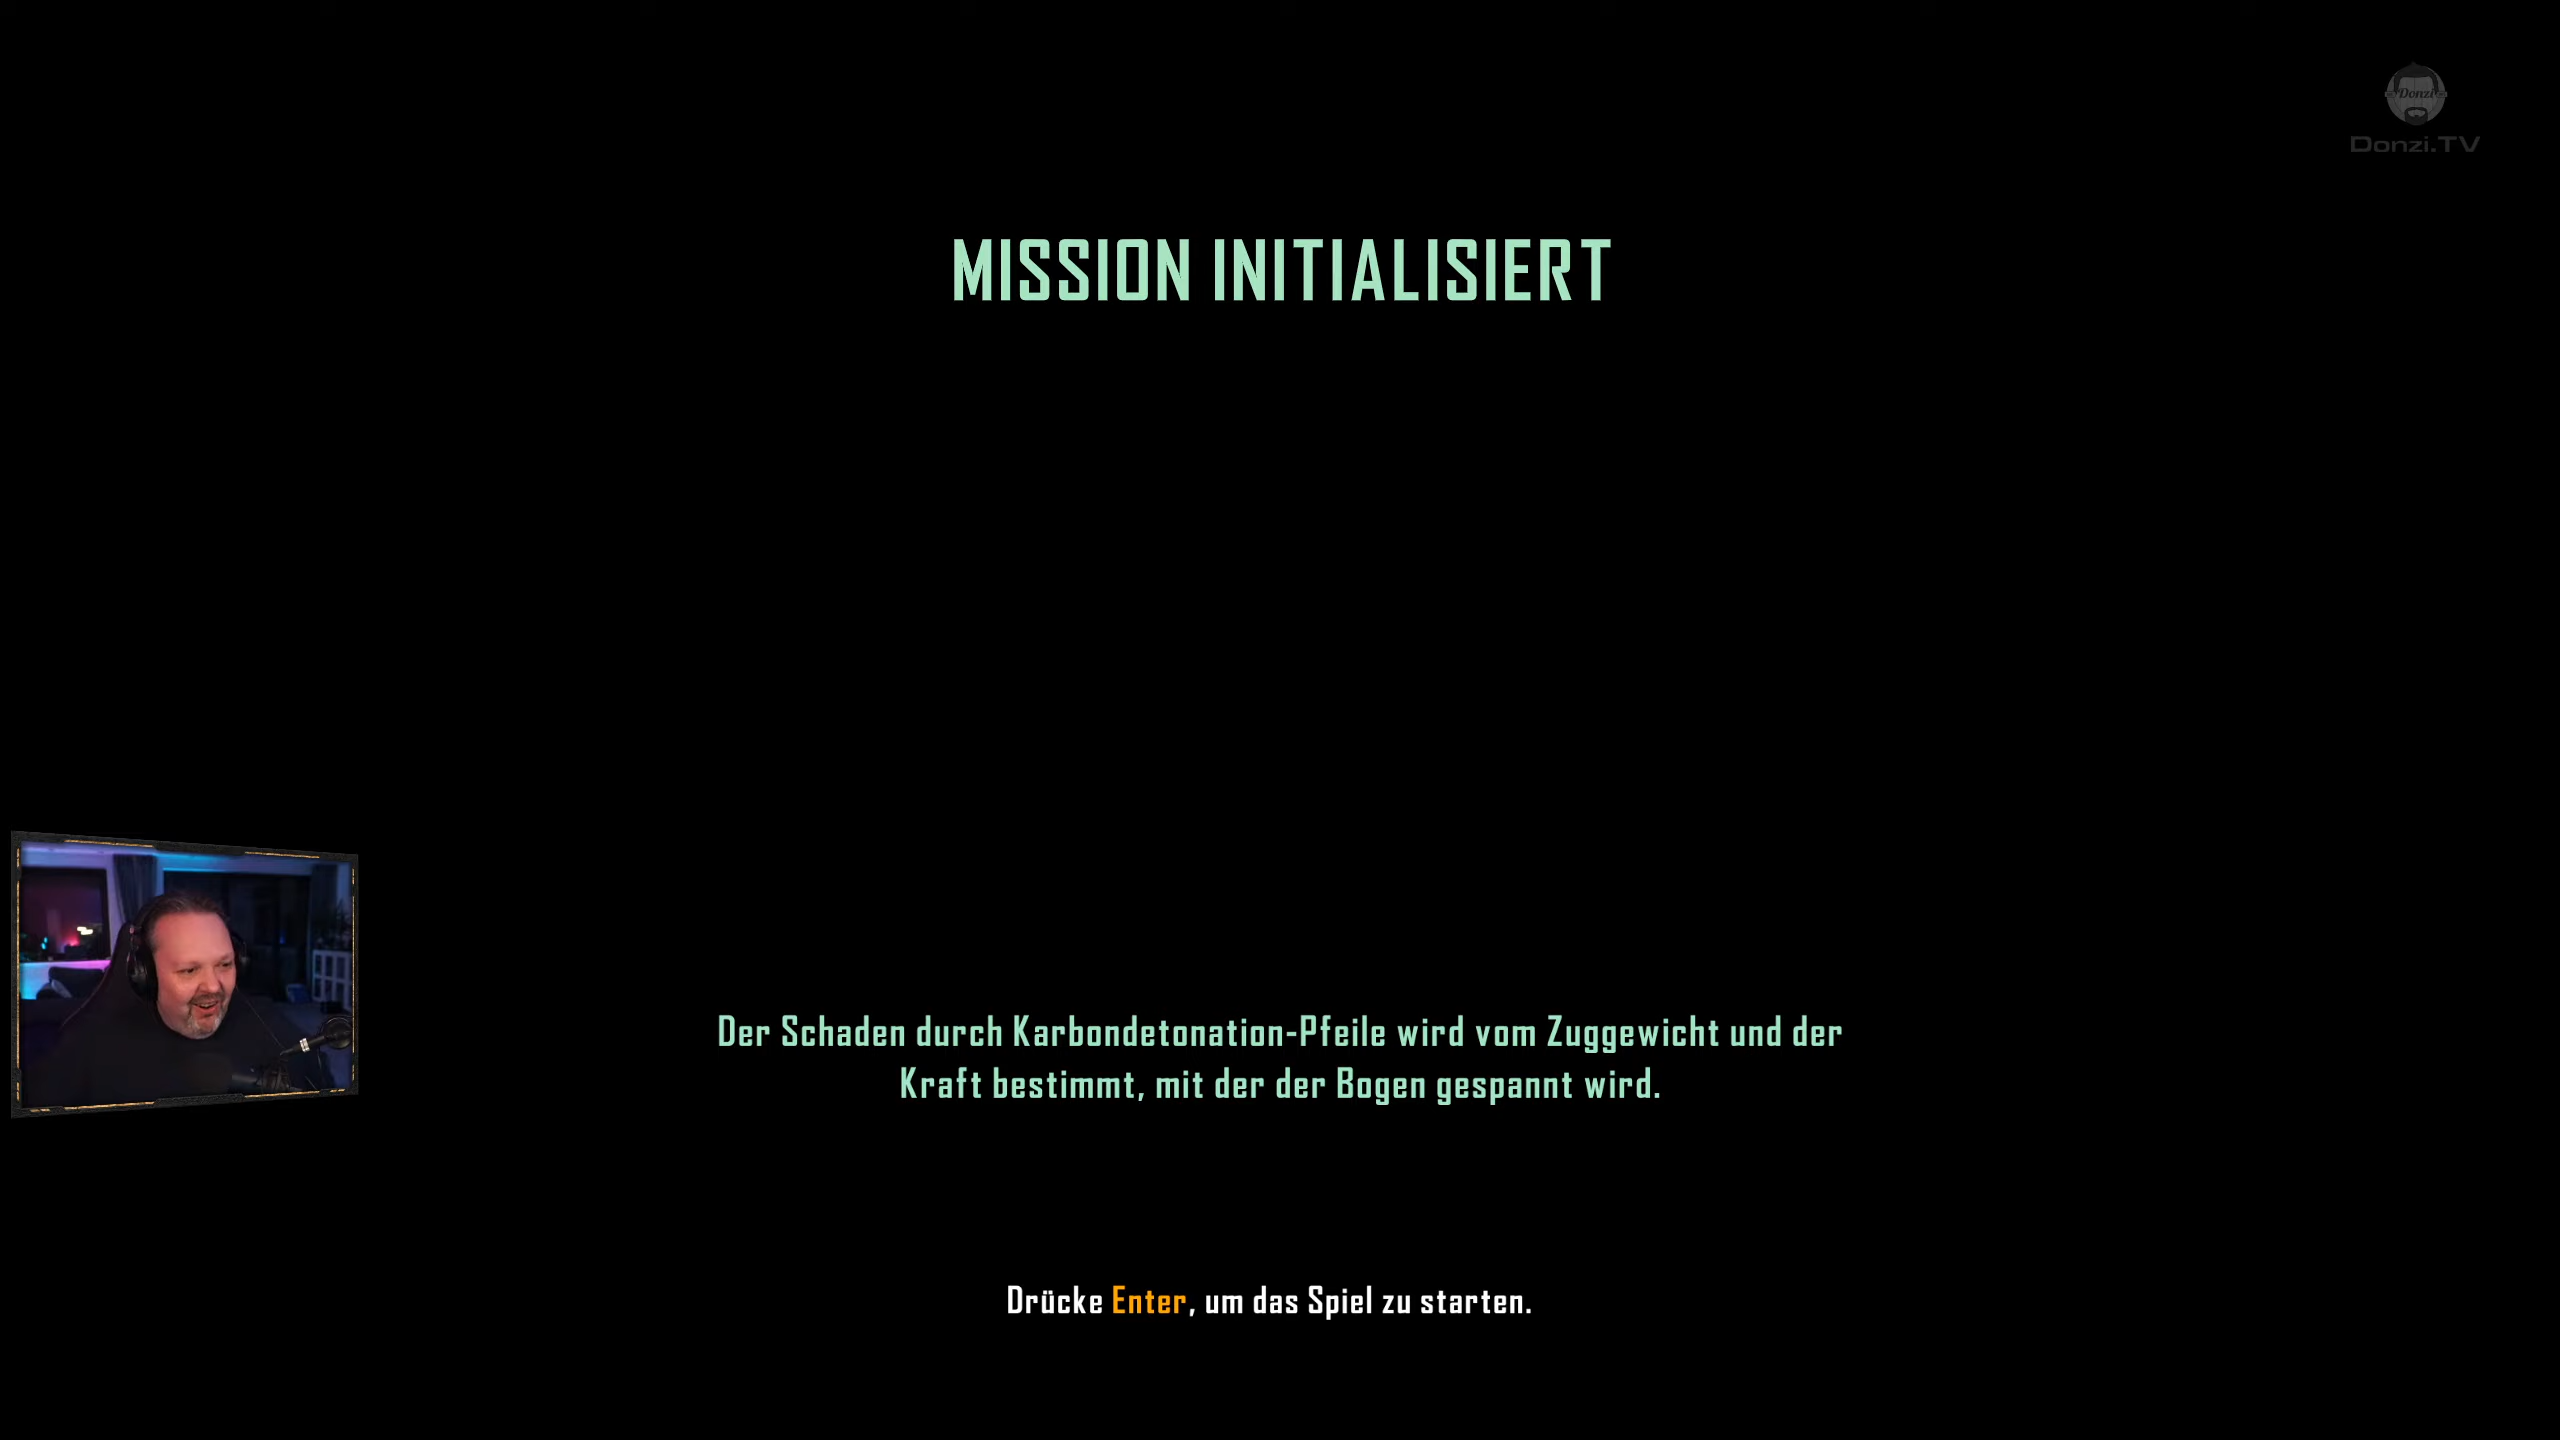 Donzi
Donzi.TV
MISSION INITIALISIERT
Der Schaden durch Karbondetonation-Pfeile wird vom Zuggewicht und der
Kraft bestimmt, mit der der Bogen gespannt wird.
Drücke Enter, um das Spiel zu starten.